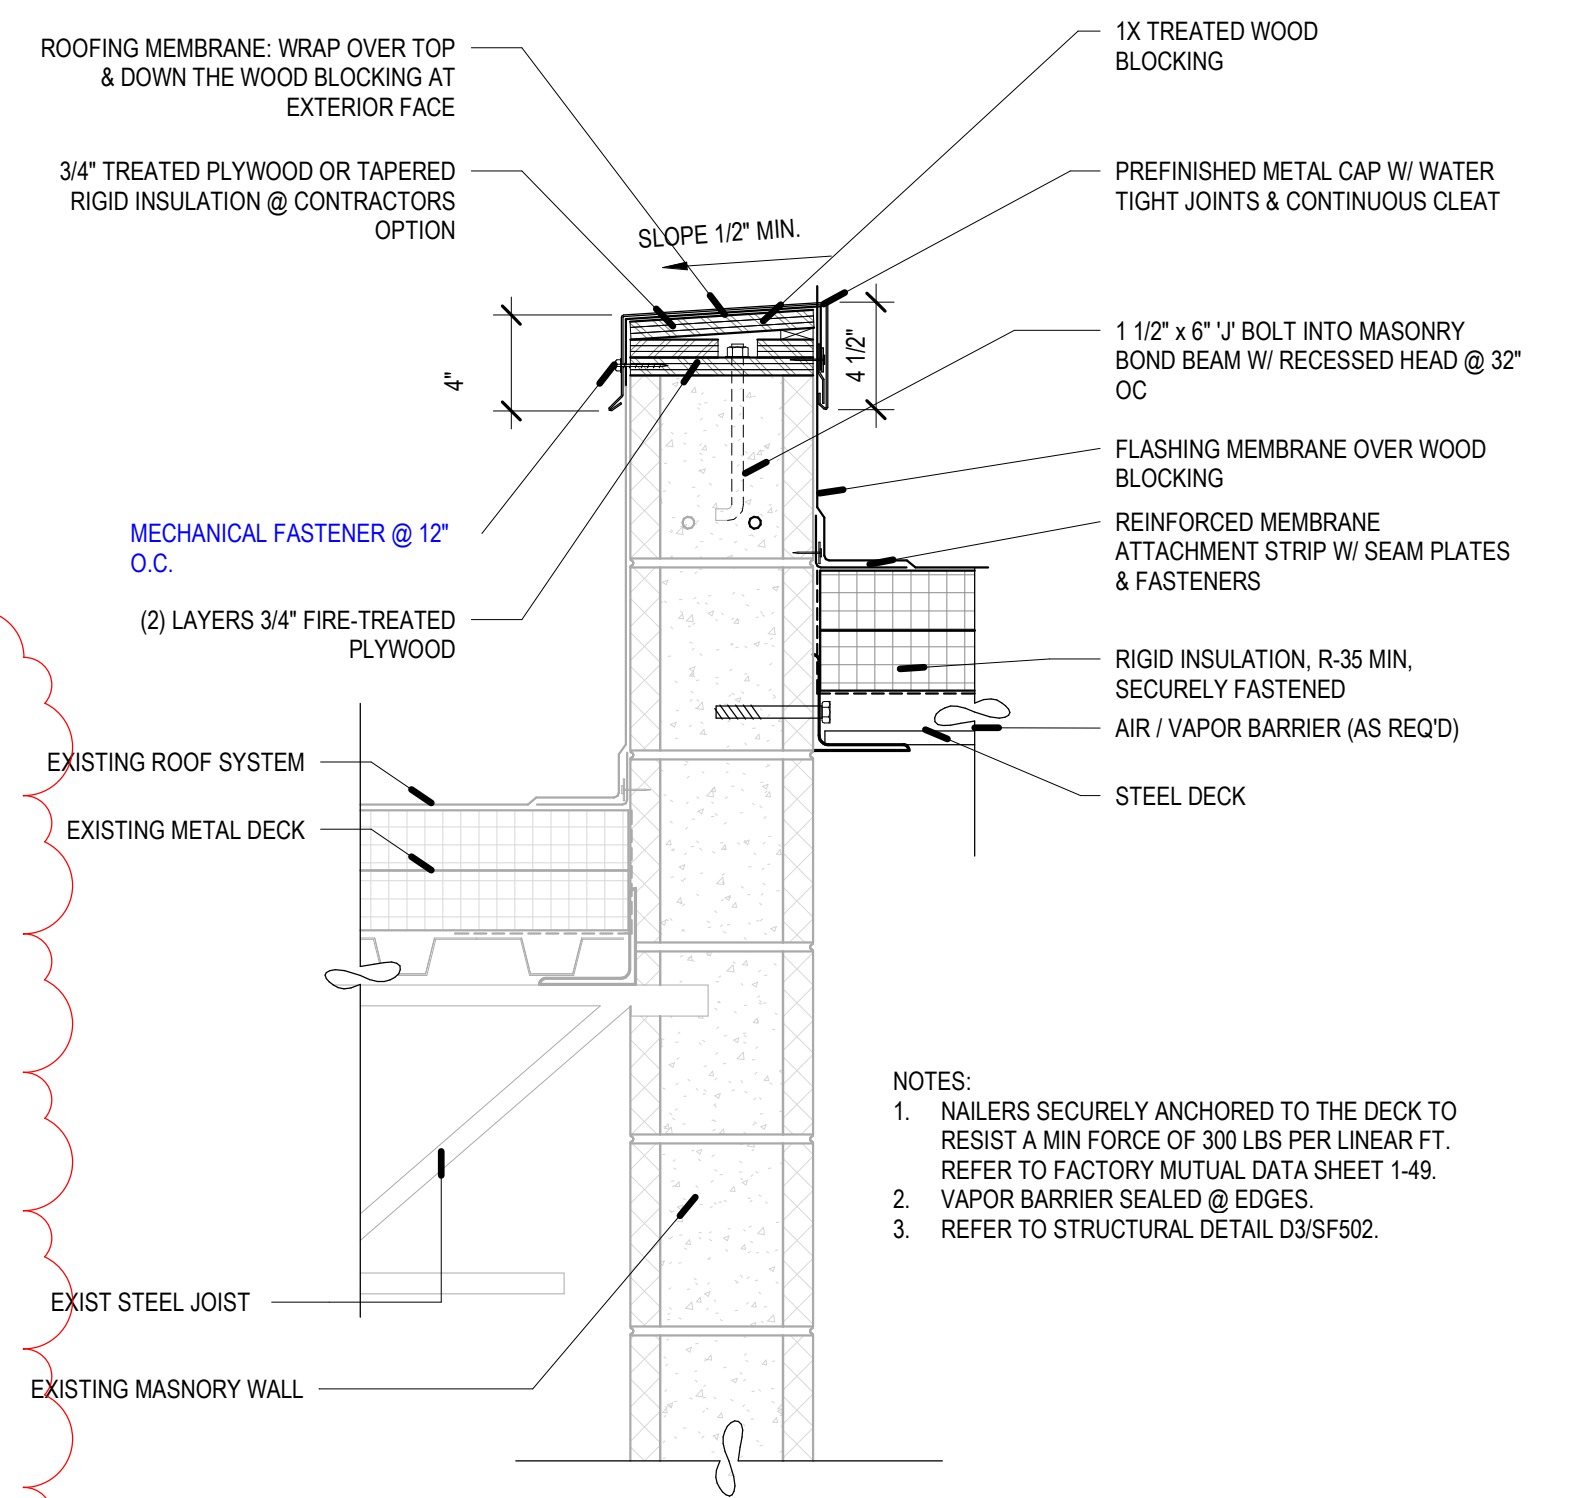 ROOFING MEMBRANE: WRAP OVER TOP
& DOWN THE WOOD BLOCKING AT
EXTERIOR FACE
3/4" TREATED PLYWOOD OR TAPERED
RIGID INSULATION @ CONTRACTORS
OPTION
SLOPE 1/2" MIN.
4"
4 1/2"
MECHANICAL FASTENER @ 12"
O.C.
(2) LAYERS 3/4" FIRE-TREATED
PLYWOOD
EXISTING ROOF SYSTEM
EXISTING METAL DECK
EXIST STEEL JOIST
EXISTING MASNORY WALL
1X TREATED WOOD
BLOCKING
PREFINISHED METAL CAP W/ WATER
TIGHT JOINTS & CONTINUOUS CLEAT
1 1/2" x 6" 'J' BOLT INTO MASONRY
BOND BEAM W/ RECESSED HEAD @ 32"
OC
FLASHING MEMBRANE OVER WOOD
BLOCKING
REINFORCED MEMBRANE
ATTACHMENT STRIP W/ SEAM PLATES
& FASTENERS
RIGID INSULATION, R-35 MIN,
SECURELY FASTENED
AIR / VAPOR BARRIER (AS REQ'D)
STEEL DECK
NOTES:
1. NAILERS SECURELY ANCHORED TO THE DECK TO
RESIST A MIN FORCE OF 300 LBS PER LINEAR FT.
REFER TO FACTORY MUTUAL DATA SHEET 1-49.
2. VAPOR BARRIER SEALED @ EDGES.
3. REFER TO STRUCTURAL DETAIL D3/SF502.